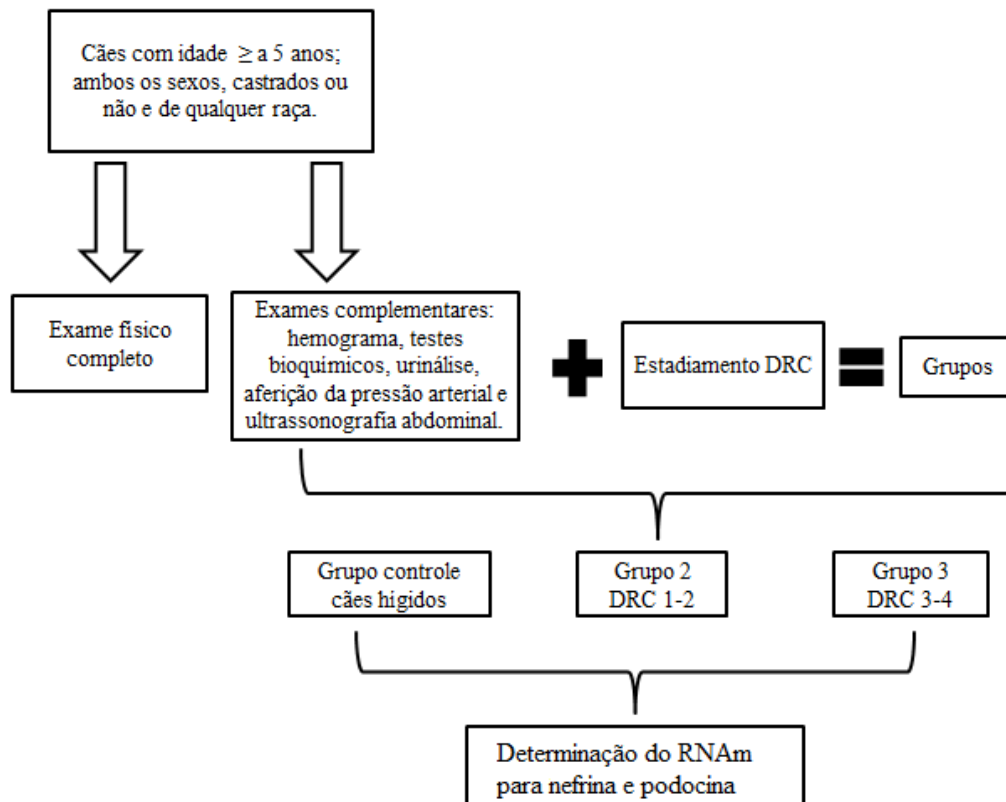 Cães com idade ≥ a 5 anos;
ambos os sexos, castrados ou
não e de qualquer raça.
Exame físico
completo
Exames complementares:
hemograma, testes
bioquímicos, urinálise,
aferição da pressão arterial e
ultrassonografia abdominal.
Estadiamento DRC
Grupos
Grupo controle
cães hígidos
Grupo 2
DRC 1-2
Grupo 3
DRC 3-4
Determinação do RNAm
para nefrina e podocina